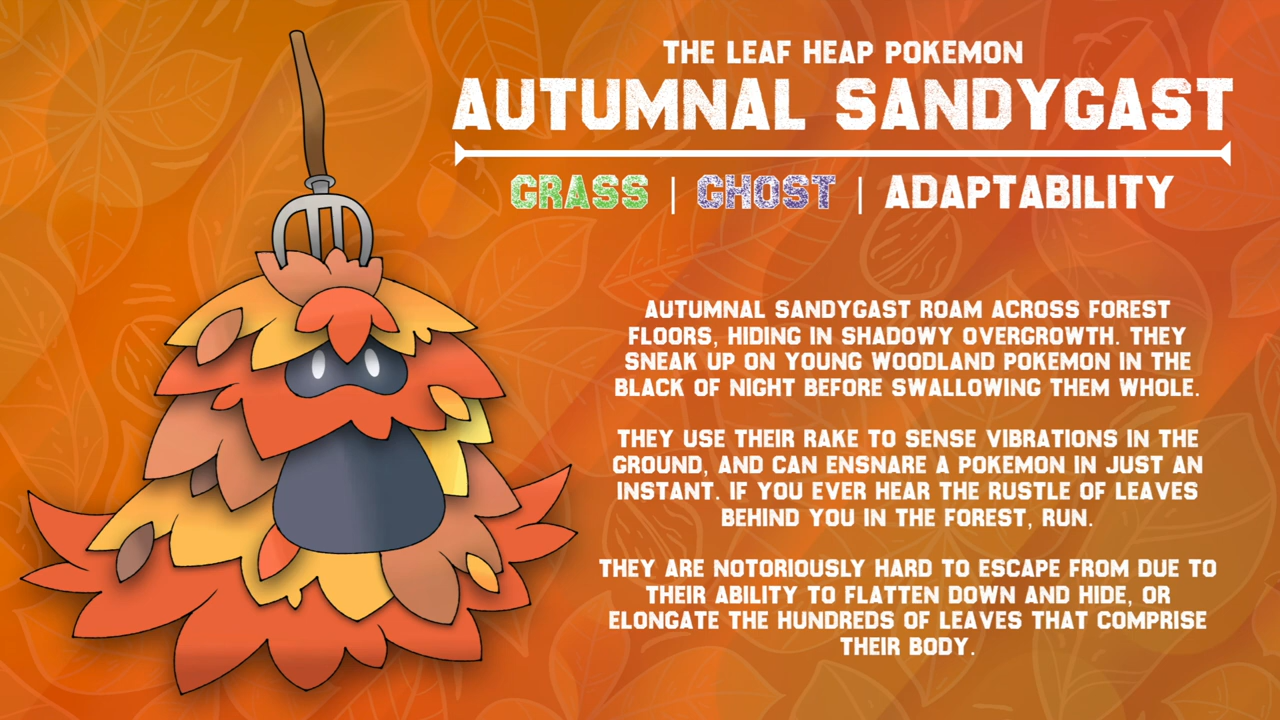 THE LEAF HEAP POKEMON
AUTUMNAL SANDYGAST
GRASS | GHOST | ADAPTABILITY
AUTUMNAL SANDYGAST ROAM ACROSS FOREST
FLOORS, HIDING IN SHADOWY OVERGROWTH. THEY
SNEAK UP ON YOUNG WOODLAND POKEMON IN THE
BLACK OF NIGHT BEFORE SWALLOWING THEM WHOLE.
THEY USE THEIR RAKE TO SENSE VIBRATIONS IN THE
GROUND, AND CAN ENSNARE A POKEMON IN JUST AN
INSTANT. IF YOU EVER HEAR THE RUSTLE OF LEAVES
BEHIND YOU IN THE FOREST, RUN.
THEY ARE NOTORIOUSLY HARD TO ESCAPE FROM DUE TO
THEIR ABILITY TO FLATTEN DOWN AND HIDE, OR
ELONGATE THE HUNDREDS OF LEAVES THAT COMPRISE
THEIR BODY.